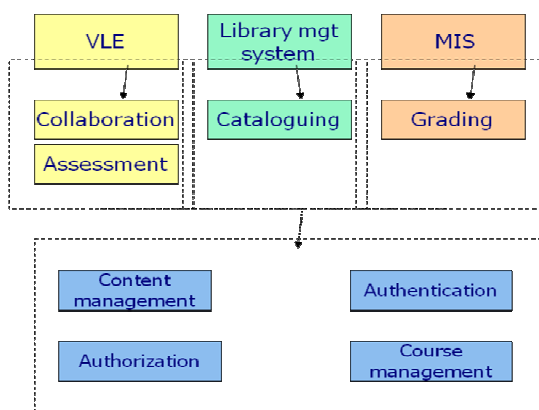 VLE
Library mgt
system
MIS
Collaboration
Cataloguing
Grading
Assessment
Content
management
Authentication
Authorization
Course
management